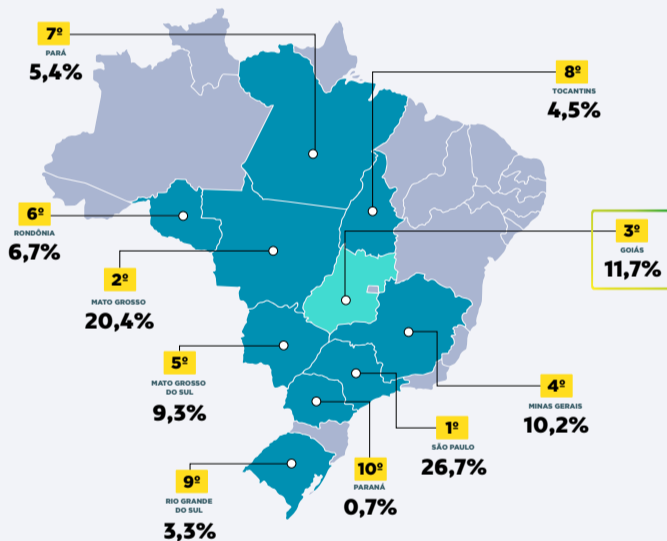 7º
PARÁ
5,4%
8º
TOCANTINS
4,5%
6º
RONDÔNIA
6,7%
3º
GOIÁS
11,7%
2º
MATO GROSSO
20,4%
5º
MATO GROSSO
DO SUL
9,3%
4º
MINAS GERAIS
10,2%
1º
SÃO PAULO
26,7%
10º
PARANÁ
0,7%
9º
RIO GRANDE
DO SUL
3,3%